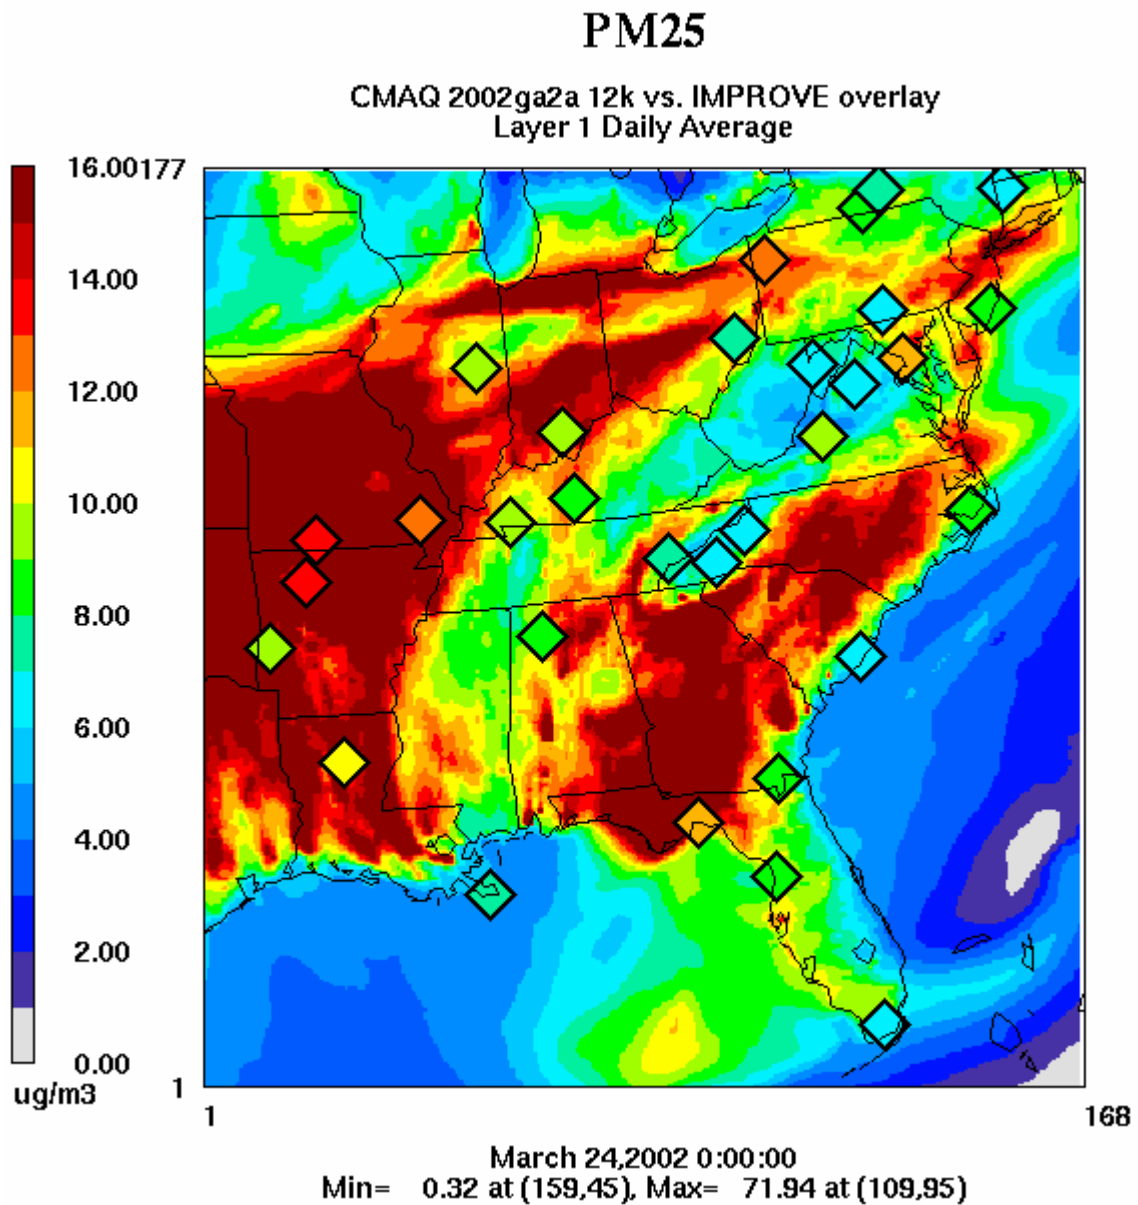 PM25
CMAQ 2002ga2a 12k vs. IMPROVE overlay
Layer 1 Daily Average
16.00
177
14.00
12.00
10.00
8.00
6.00
4.00
2.00
0.00
ug/m3
1
1
168
March 24,2002 0:00:00
Min= 0.32 at (159,45), Max= 71.94 at (109,95)